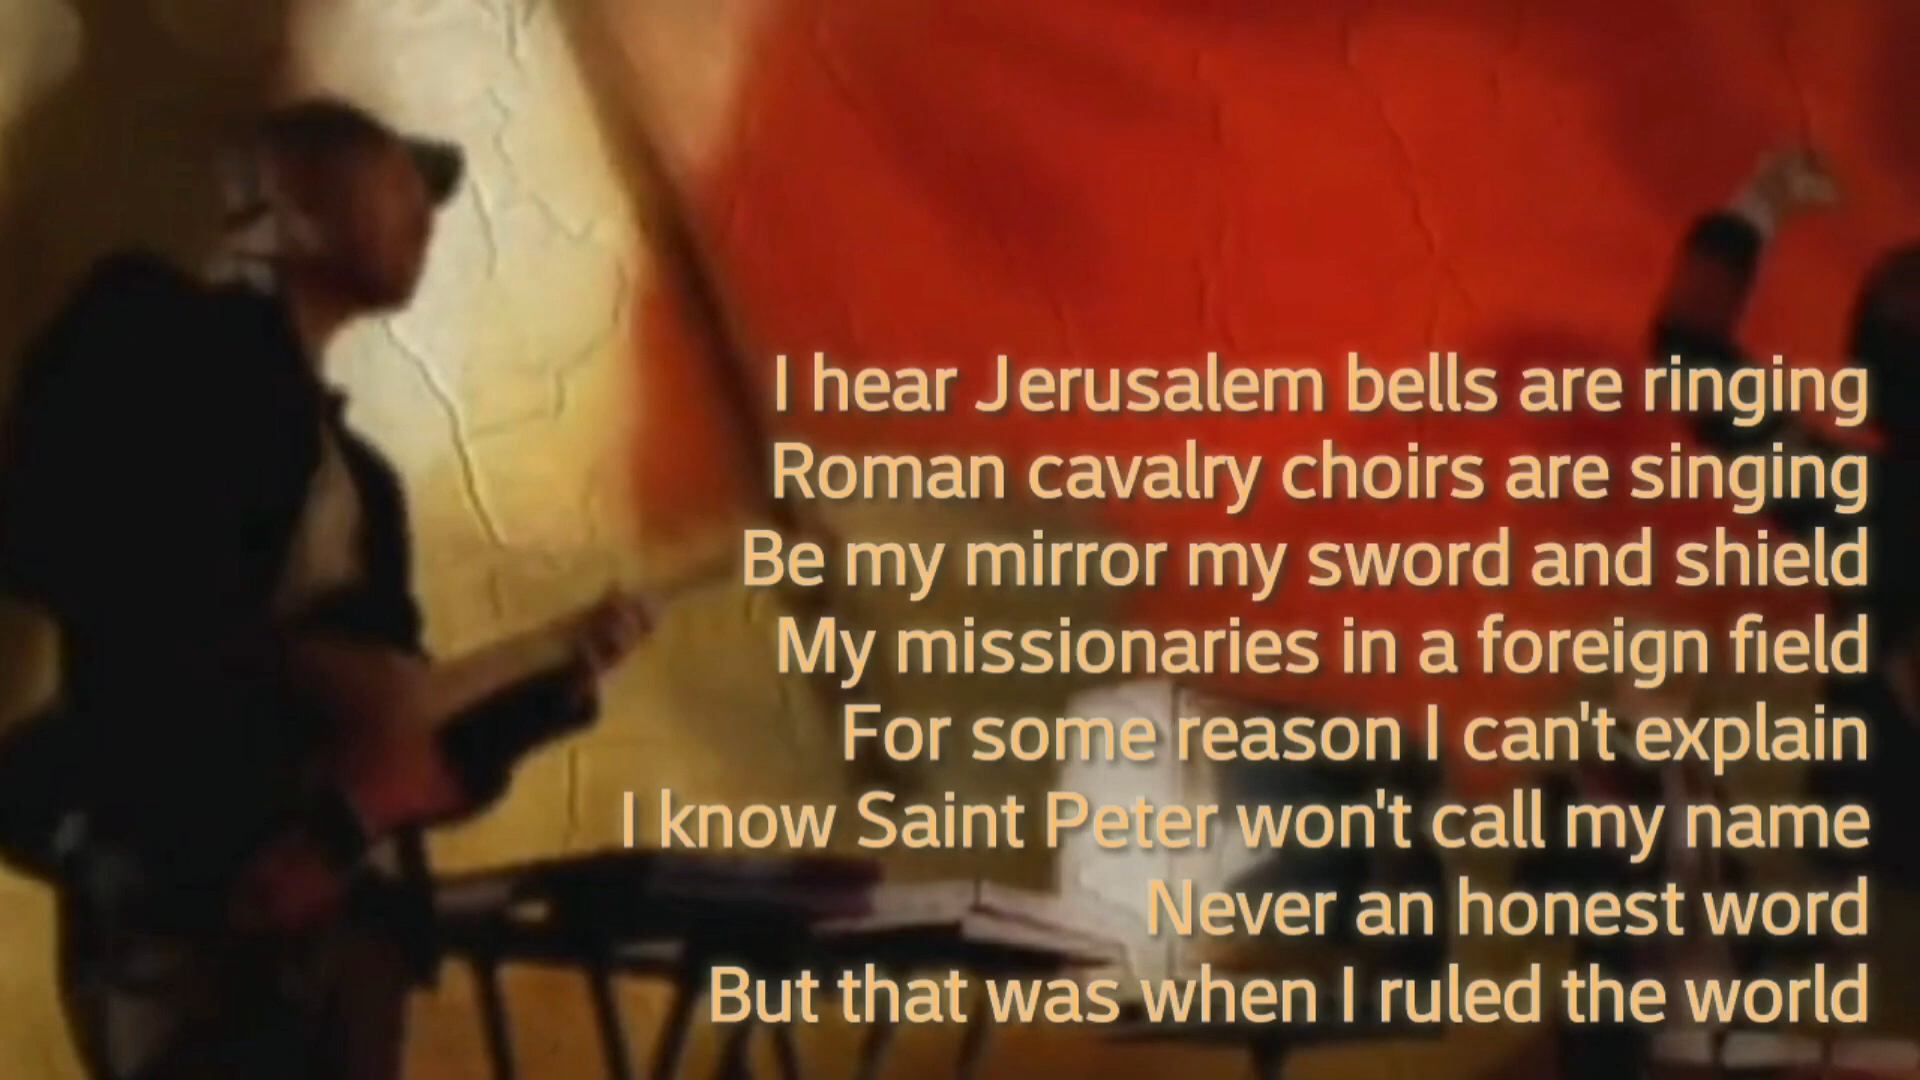 I hear Jerusalem bells are ringing
Roman cavalry choirs are singing
Be my mirror my sword and shield
My missionaries in a foreign field
For some reason I can't explain
I know Saint Peter won't call my name
Never an honest word
But that was when I ruled the world